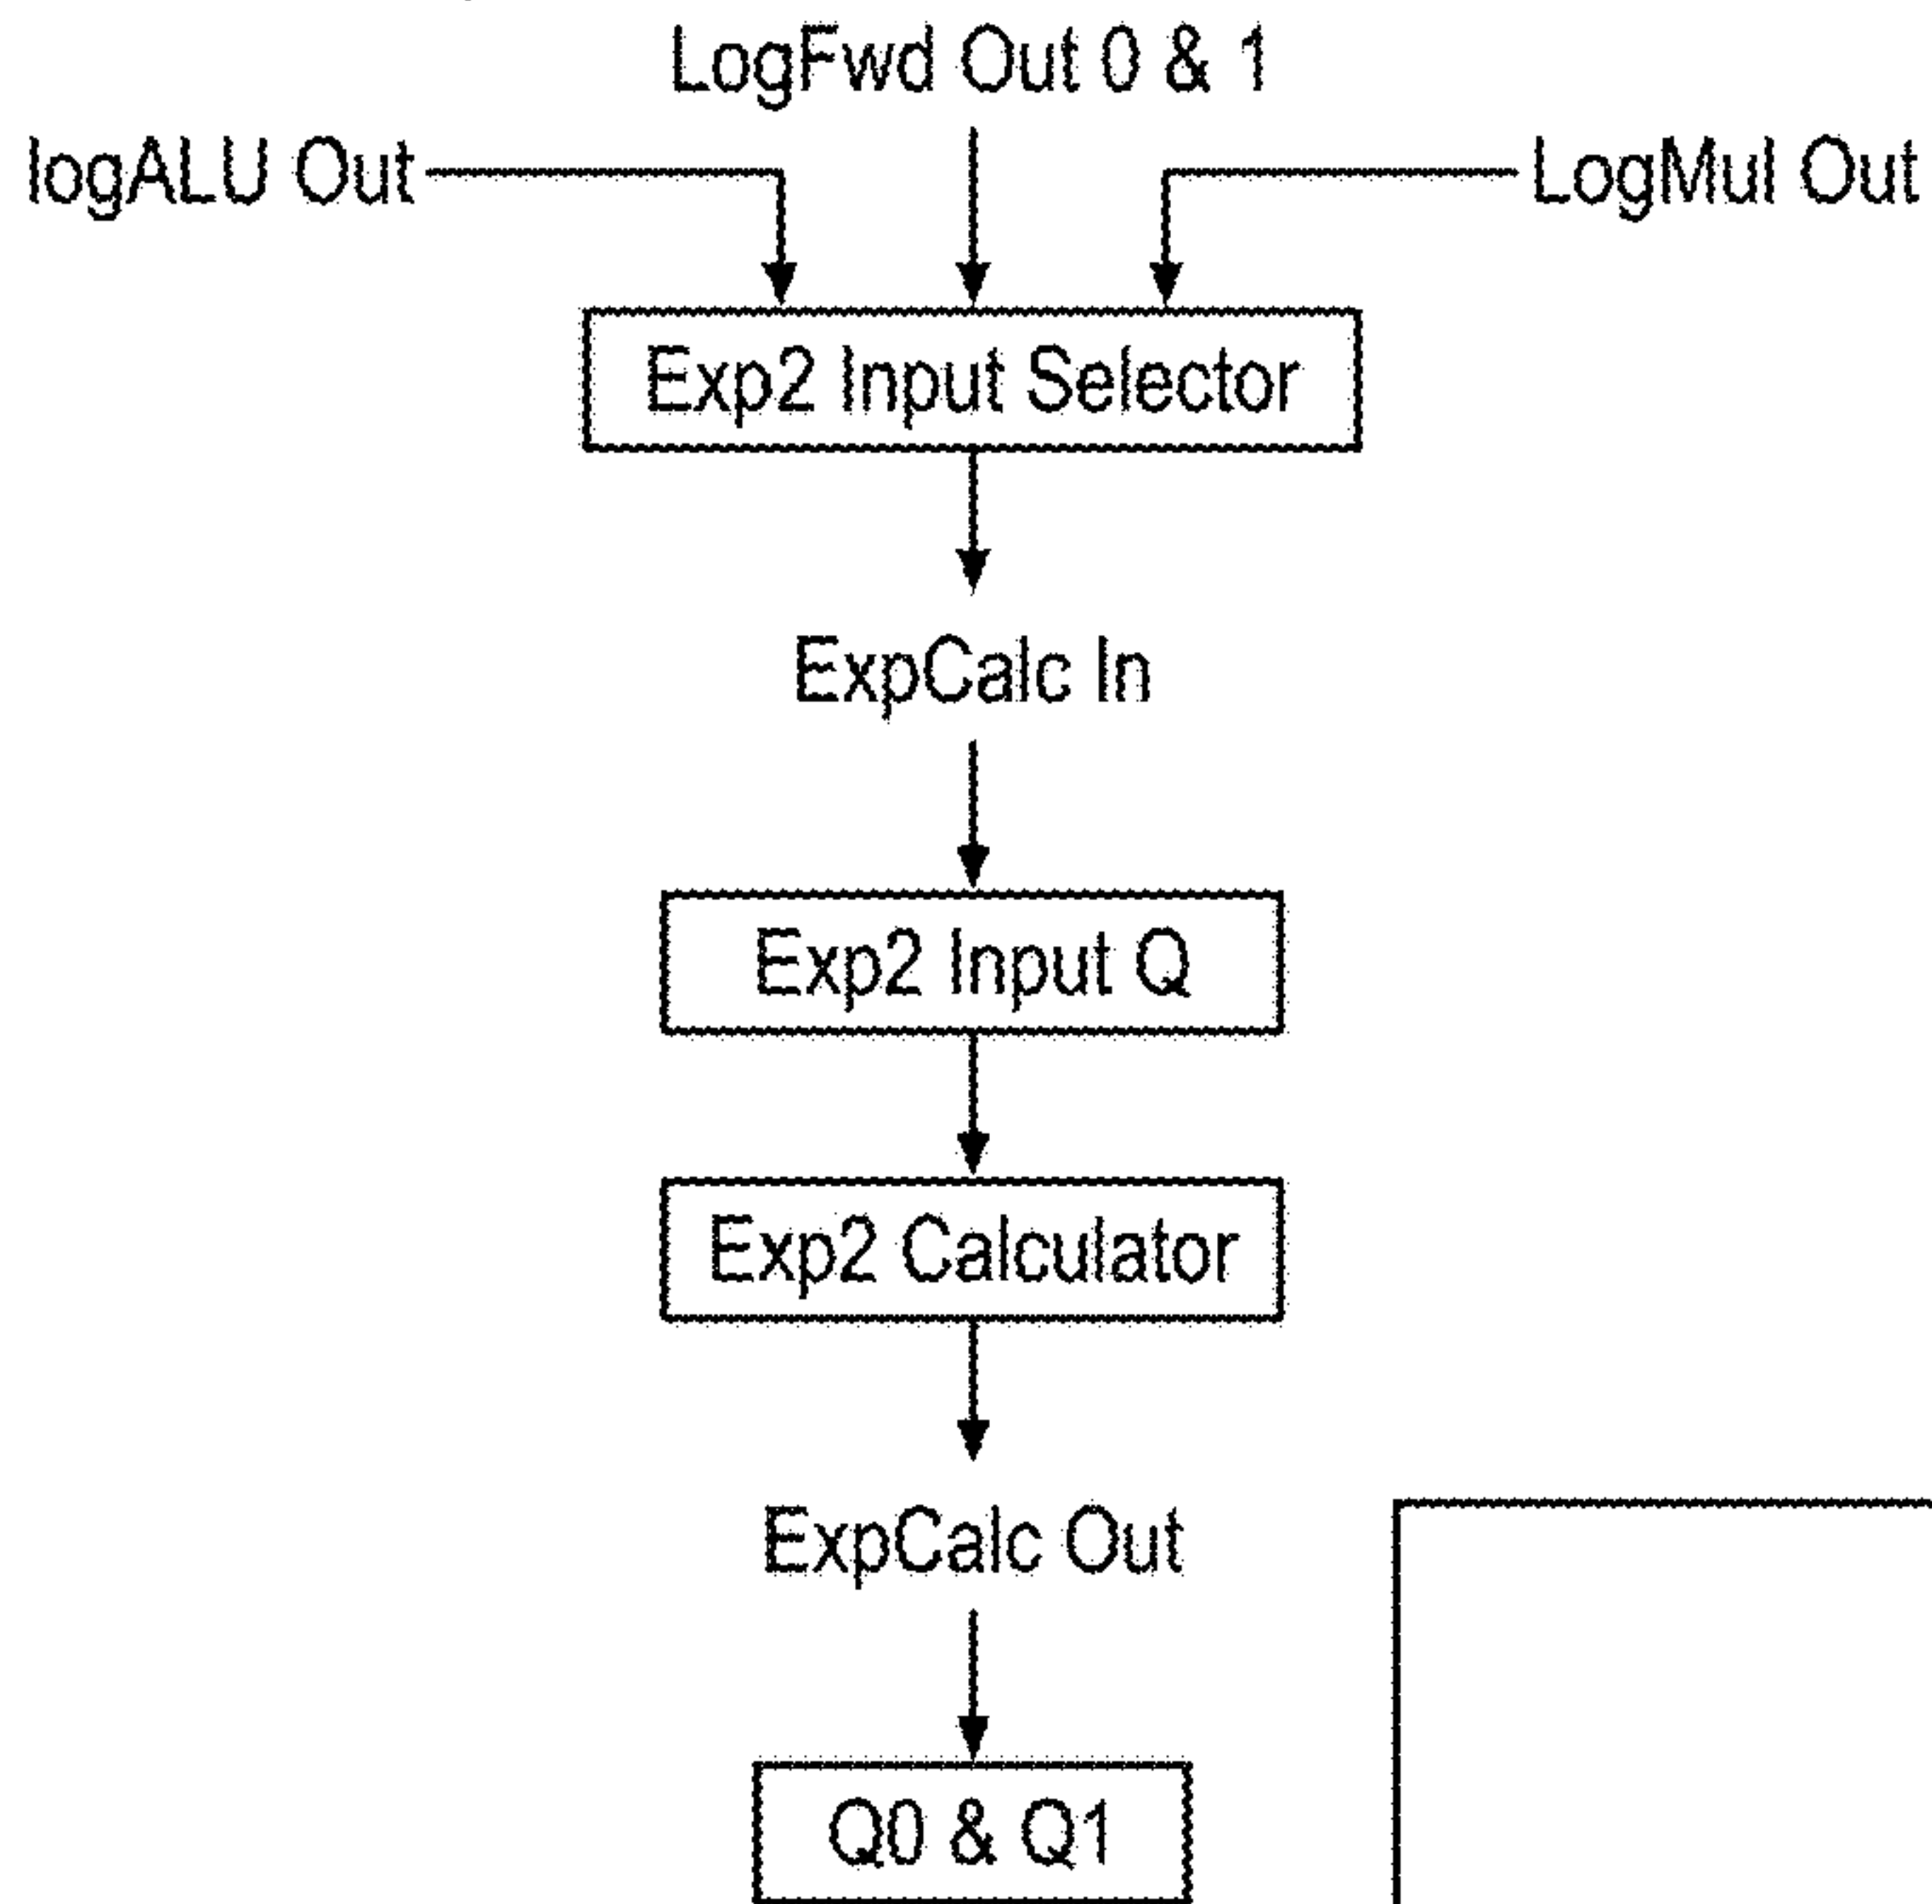 LogFwd Out 0 & 1
logALU Out
LogMul Out
Exp2 Input Selector
ExpCalc In
Exp2 Input Q
Exp2 Calculator
ExpCalc Out
Q0 & Q1